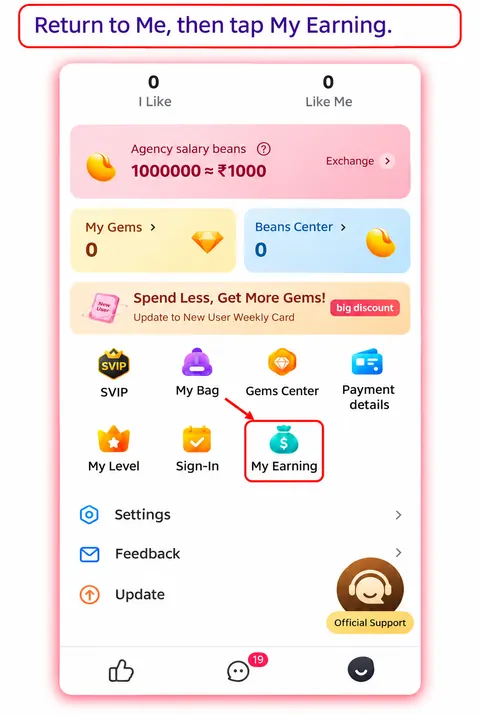 Return to Me, then tap My Earning.
0
0
I Like
Like Me
Agency salary beans ?
1000000 ≈ ₹1000
Exchange >
My Gems >
0
Beans Center >
0
New
User
Spend Less, Get More Gems!
Update to New User Weekly Card
big discount
SVIP
SVIP
My Bag
Gems Center
Payment
details
My Level
Sign-In
$
My Earning
Settings
Feedback
Update
Official Support
19